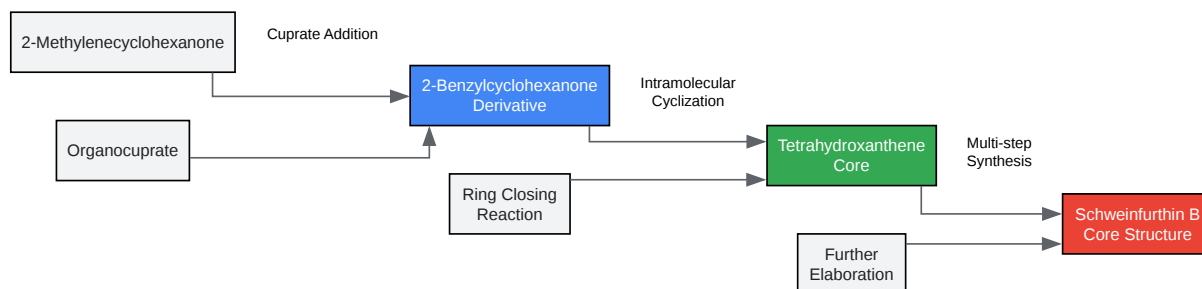 2-Methylenecyclohexanone
Cuprate Addition
Organocuprate
2-Benzylcyclohexanone
Derivative
Intramolecular
Cyclization
Ring Closing
Reaction
Tetrahydroxanthene
Core
Multi-step
Synthesis
Further
Elaboration
Schweinfurthin B
Core Structure